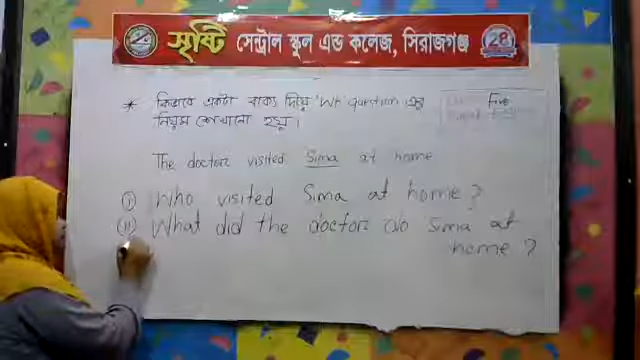 সৃষ্টি সেন্ট্রাল স্কুল এন্ড কলেজ, সিরাজগঞ্জ
28
* কিভাবে একটা বাক্য দিয়ে 'Wh Question এর
নিয়ম শেখানো হয়।
Five
The doctor visited Sima at home
(i) Who visited Sima at home?
(ii) What did the doctor do Sima at
home?